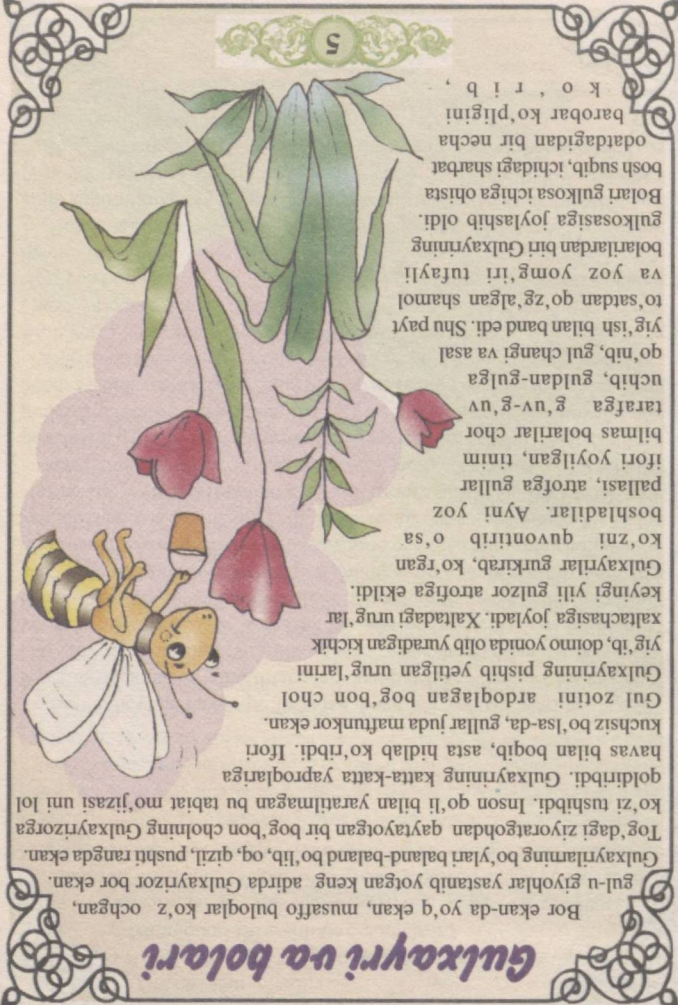 Gulxayri va bolari
Bor ekan-da yo'q ekan, musaffo buloqlar ko'z ochgan,
gul-u giyohlar yastanib yotgan keng adirda Gulxayrizor bor ekan.
Gulxayrilarning bo'ylari baland-baland bo'lib, oq, qizil, pushti rangda ekan.
Tog'dagi ziyoratgohdan qaytayotgan bir bog'bon cholning Gulxayrizorga
ko'zi tushibdi. Inson qo'li bilan yaratilmagan bu tabiat mo'jizasi uni lol
qoldiribdi. Gulxayrining katta-katta yaproqlariga
havas bilan boqib, asta hidlab ko'ribdi. Ifori
kuchsiz bo'lsa-da, gullar juda maftunkor ekan.
Gul zotini ardoqlagan bog'bon chol
Gulxayrining pishib yetilgan urug'larini
yig'ib, doimo yonida olib yuradigan kichik
xaltachasiga joyladi. Xaltadagi urug'lar
keyingi yili gulzor atrofiga ekildi.
Gulxayrilar gurkirab, ko'rgan
ko'zni quvontirib o'sa
boshladilar. Ayni yoz
pallasi, atrofga gullar
ifori yoyilgan, tinim
bilmas bolarilar chor
tarafga g'uv-g'uv
uchib, guldan-gulga
qo'nib, gul changi va asal
yig'ish bilan band edi. Shu payt
to'satdan qo'zg'algan shamol
va yoz yomg'iri tufayli
bolarilardan biri Gulxayrining
gulkosasiga joylashib oldi.
Bolari gulkosa ichiga ohista
bosh suqib, ichidagi sharbat
odatdagidan bir necha
barobar ko'pligini
ko'rib,
5